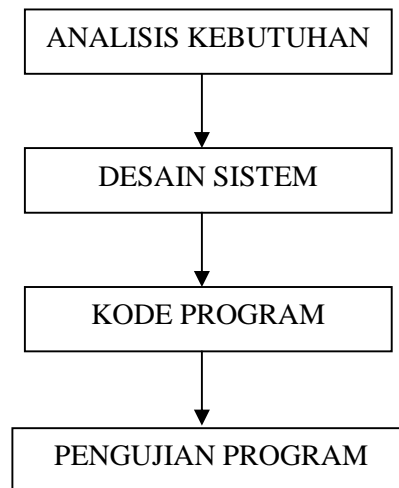 ANALISIS KEBUTUHAN
DESAIN SISTEM
KODE PROGRAM
PENGUJIAN PROGRAM